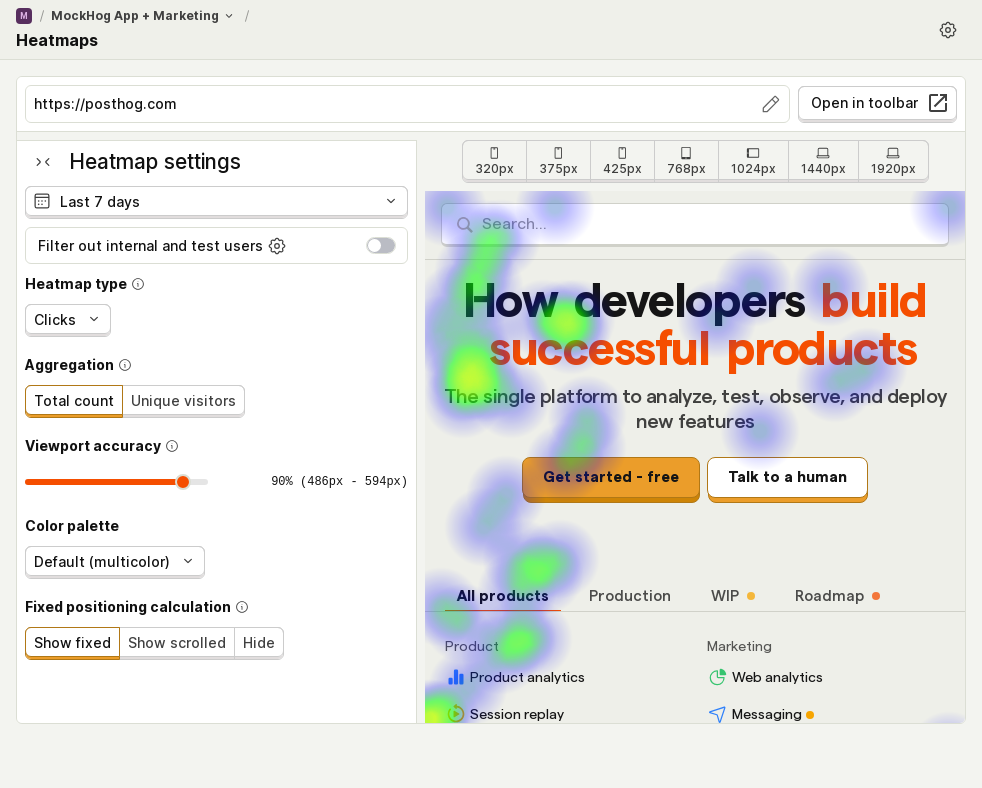 M / MockHog App + Marketing /
Heatmaps
https://posthog.com
Open in toolbar
Heatmap settings
Last 7 days
Filter out internal and test users
Heatmap type
Clicks
Aggregation
Total count Unique visitors
Viewport accuracy
90% (486px - 594px)
Color palette
Default (multicolor)
Fixed positioning calculation
Show fixed Show scrolled Hide
320px 375px 425px 768px 1024px 1440px 1920px
Search...
How developers build
successful products
The single platform to analyze, test, observe, and deploy
new features
Get started - free Talk to a human
All products Production WIP Roadmap
Product Marketing
Product analytics Web analytics
Session replay Messaging